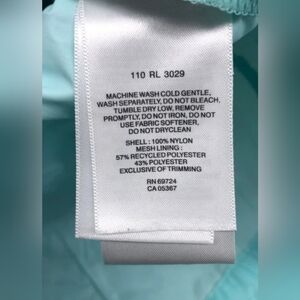 110 RL 3029
MACHINE WASH COLD GENTLE,
WASH SEPARATELY, DO NOT BLEACH,
TUMBLE DRY LOW, REMOVE
PROMPTLY, DO NOT IRON, DO NOT
USE FABRIC SOFTENER,
DO NOT DRYCLEAN
SHELL : 100% NYLON
MESH LINING :
57% RECYCLED POLYESTER
43% POLYESTER
EXCLUSIVE OF TRIMMING
RN 69724
CA 05367